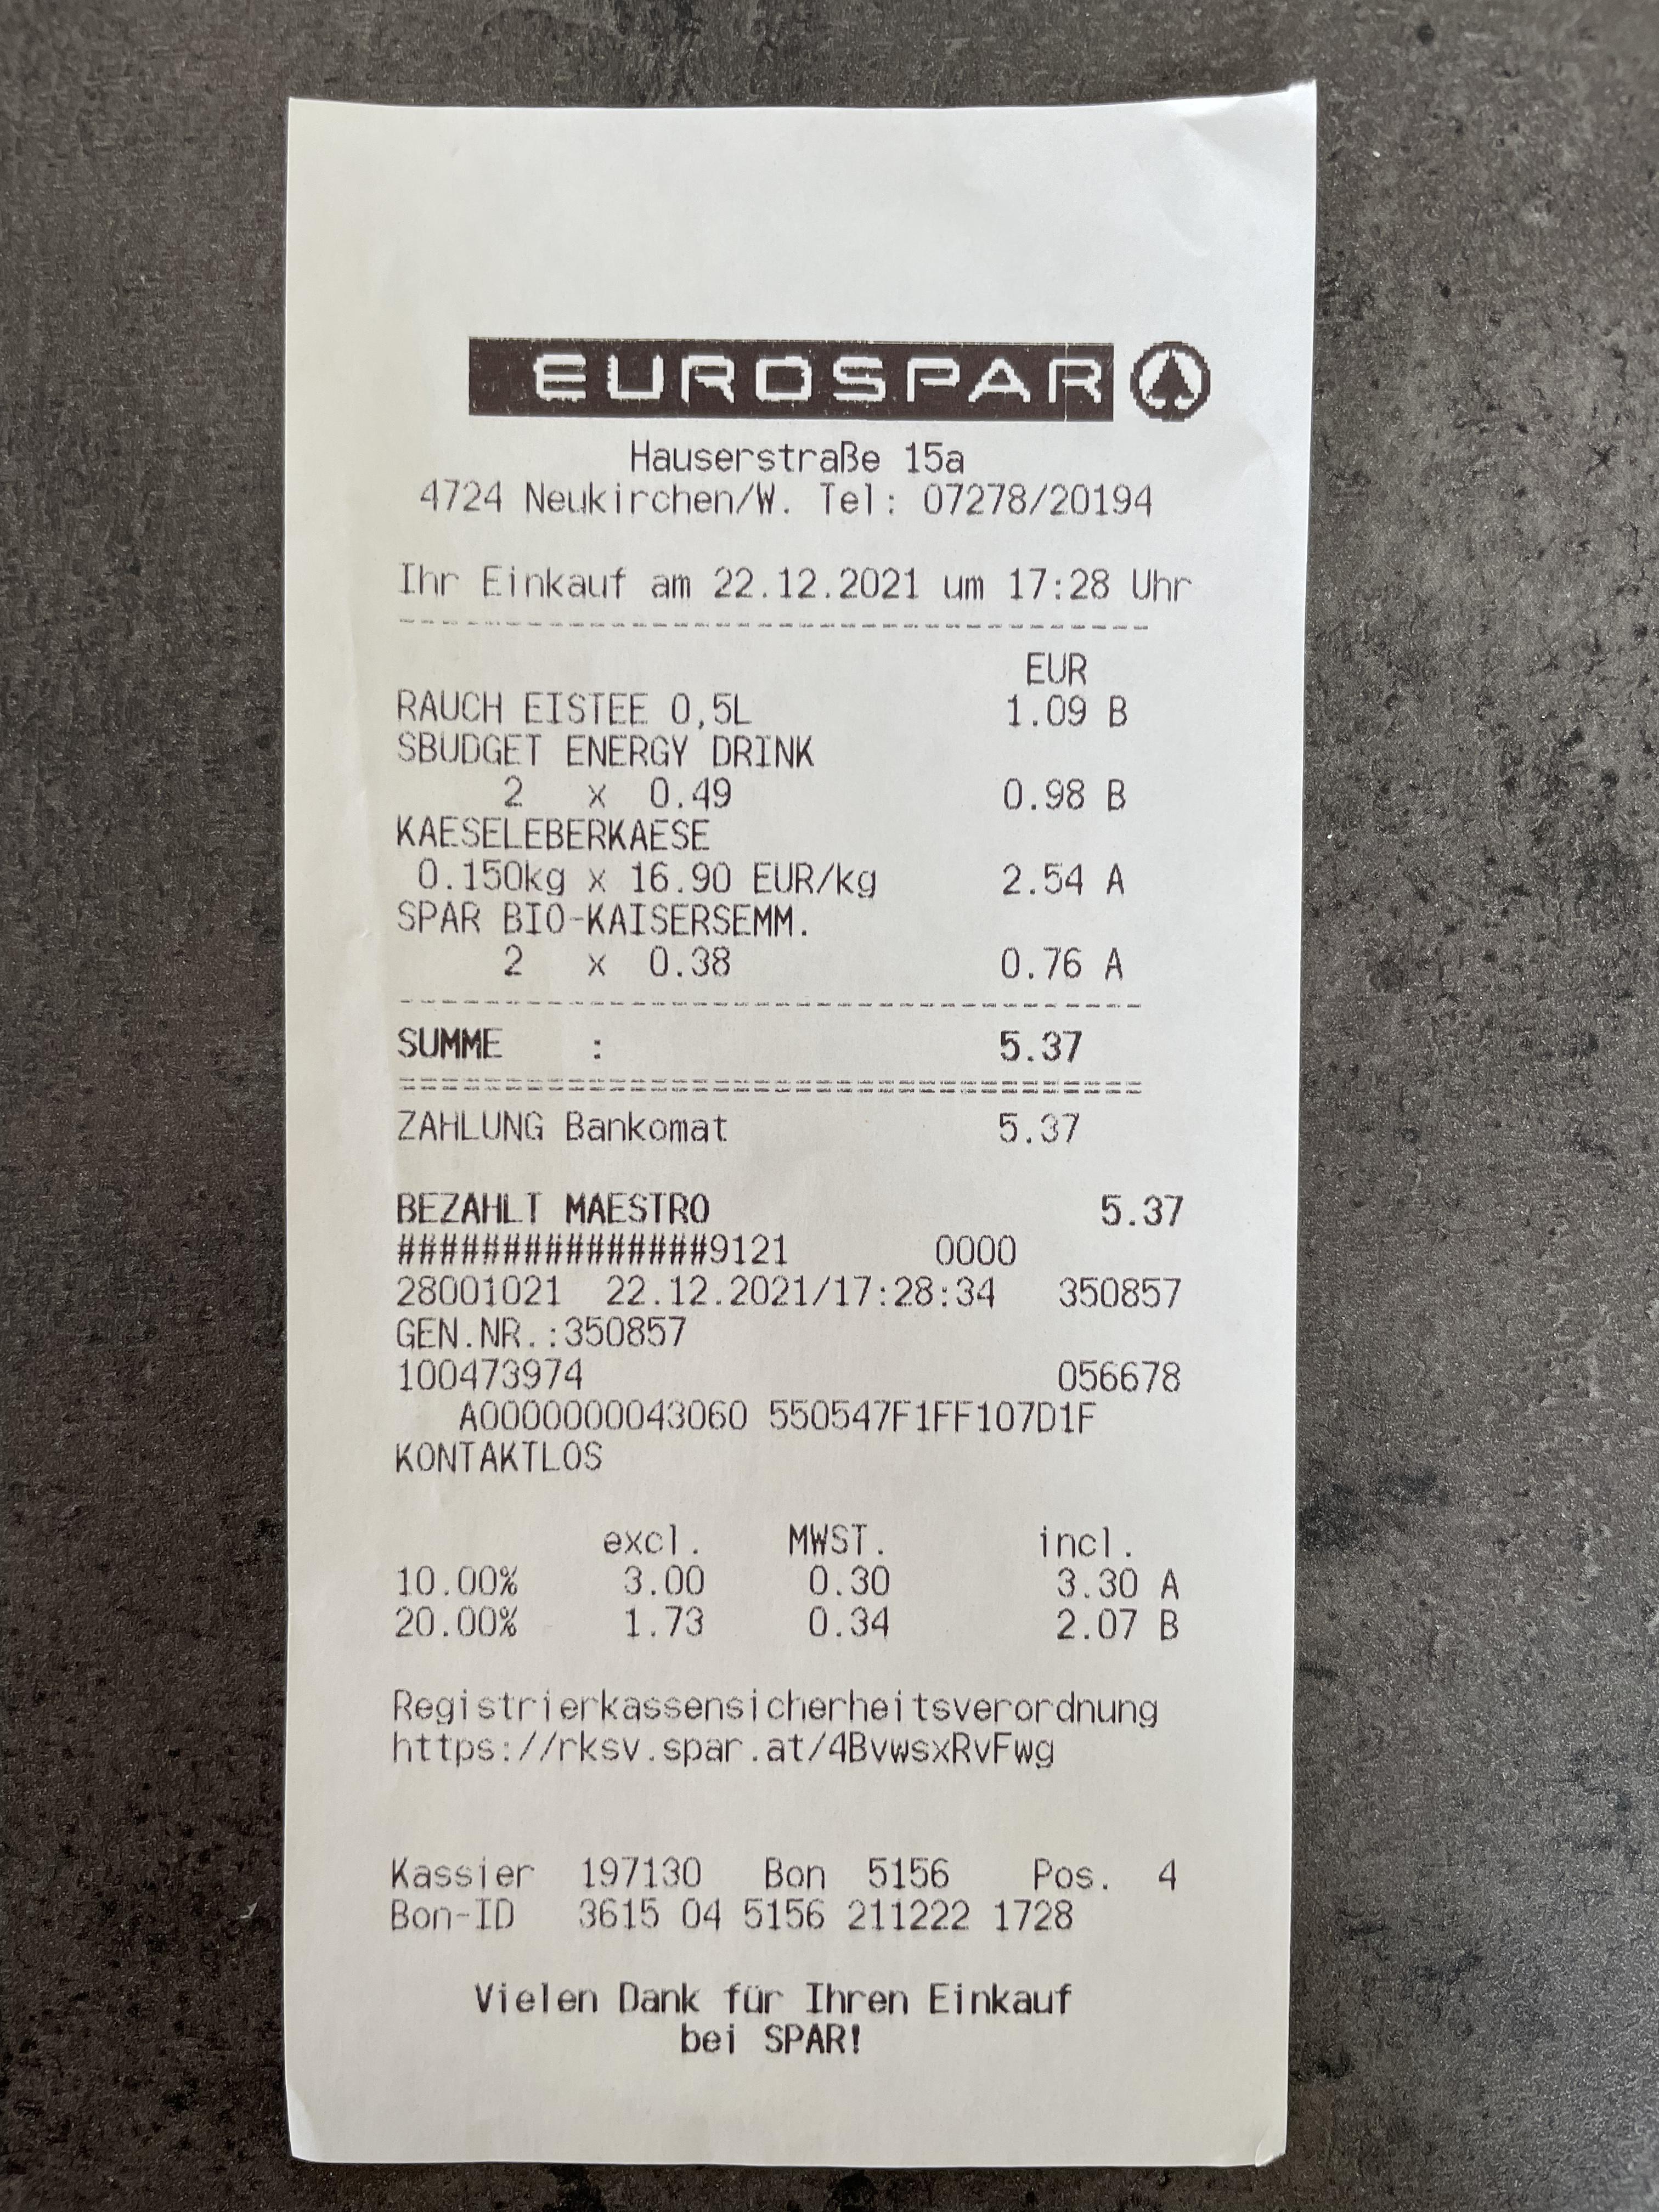 EUROSPAR
Hauserstraße 15a
4724 Neukirchen/W. Tel: 07278/20194
Ihr Einkauf am 22.12.2021 um 17:28 Uhr
EUR
RAUCH EISTEE 0,5L 1.09 B
SBUDGET ENERGY DRINK
2 x 0.49 0.98 B
KAESELEBERKAESE
0.150kg x 16.90 EUR/kg 2.54 A
SPAR BIO-KAISERSEMM.
2 x 0.38 0.76 A
SUMME : 5.37
ZAHLUNG Bankomat 5.37
BEZAHLT MAESTRO 5.37
###############9121 0000
28001021 22.12.2021/17:28:34 350857
GEN.NR.:350857
100473974 056678
A0000000043060 550547F1FF107D1F
KONTAKTLOS
excl. MWST. incl.
10.00% 3.00 0.30 3.30 A
20.00% 1.73 0.34 2.07 B
Registrierkassensicherheitsverordnung
https://rksv.spar.at/4BvwsxRvFwg
Kassier 197130 Bon 5156 Pos. 4
Bon-ID 3615 04 5156 211222 1728
Vielen Dank für Ihren Einkauf
bei SPAR!